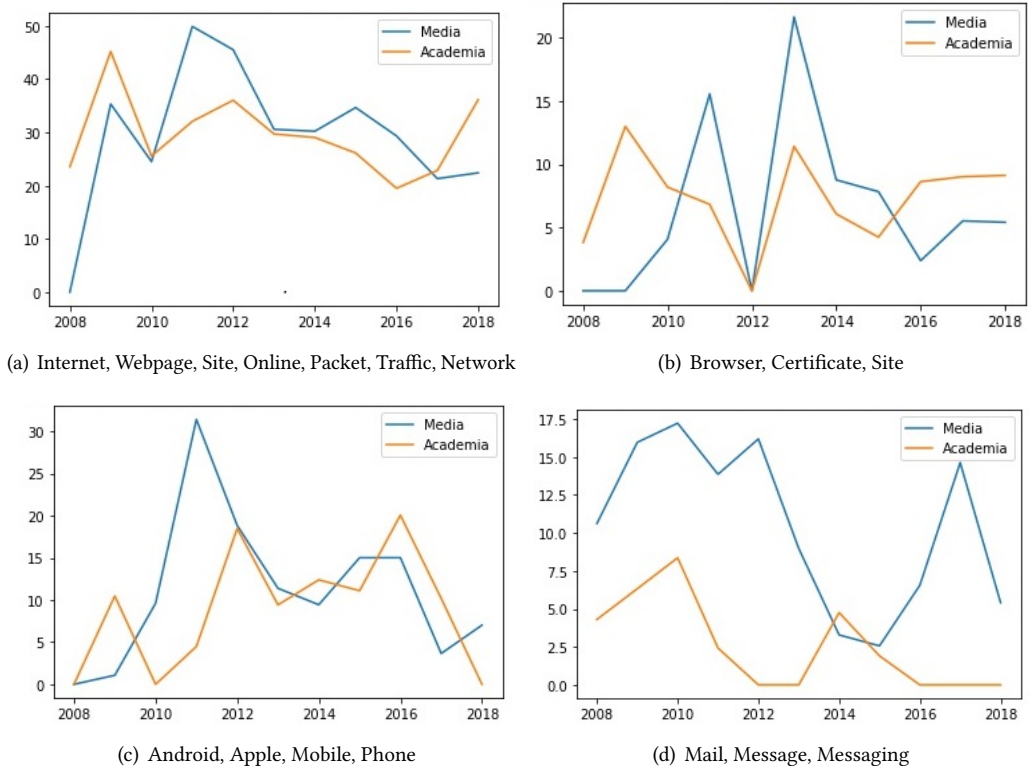 50
40
30
20
10
0
2008 2010 2012 2014 2016 2018
Media
Academia
(a) Internet, Webpage, Site, Online, Packet, Traffic, Network
20
15
10
5
0
2008 2010 2012 2014 2016 2018
Media
Academia
(b) Browser, Certificate, Site
30
25
20
15
10
5
0
2008 2010 2012 2014 2016 2018
Media
Academia
(c) Android, Apple, Mobile, Phone
17.5
15.0
12.5
10.0
7.5
5.0
2.5
0.0
2008 2010 2012 2014 2016 2018
Media
Academia
(d) Mail, Message, Messaging